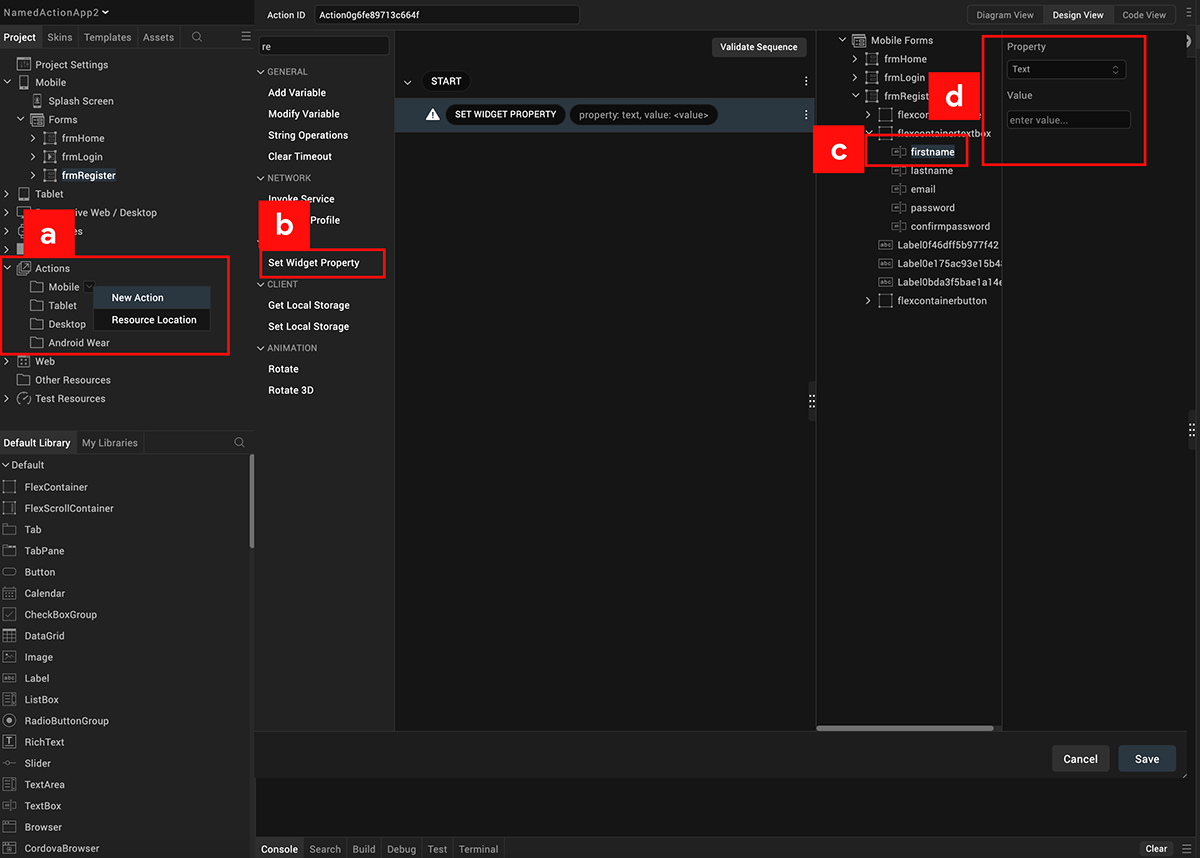 NamedActionApp2
Action ID
Action0g6fe89713c664f
Diagram View
Design View
Code View
Project
Skins
Templates
Assets
Project Settings
Mobile
Splash Screen
Forms
frmHome
frmLogin
frmRegister
Tablet
ive Web / Desktop
es
a
Actions
Mobile
New Action
Tablet
Resource Location
Desktop
Android Wear
Web
Other Resources
Test Resources
Default Library
My Libraries
Default
FlexContainer
FlexScrollContainer
Tab
TabPane
Button
Calendar
CheckBoxGroup
DataGrid
Image
Label
ListBox
RadioButtonGroup
RichText
Slider
TextArea
TextBox
Browser
CordovaBrowser
re
GENERAL
Add Variable
Modify Variable
String Operations
Clear Timeout
NETWORK
Invoke Service
b
Profile
Set Widget Property
CLIENT
Get Local Storage
Set Local Storage
ANIMATION
Rotate
Rotate 3D
Validate Sequence
START
SET WIDGET PROPERTY
property: text, value: <value>
Mobile Forms
frmHome
frmLogin
frmRegist
d
flexcon
flexcontainertextbox
c
firstname
lastname
email
password
confirmpassword
Label0f46dff5b977f42
Label0e175ac93e15b4
Label0bda3f5bae1a14e
flexcontainerbutton
Property
Text
Value
enter value...
Cancel
Save
Console
Search
Build
Debug
Test
Terminal
Clear